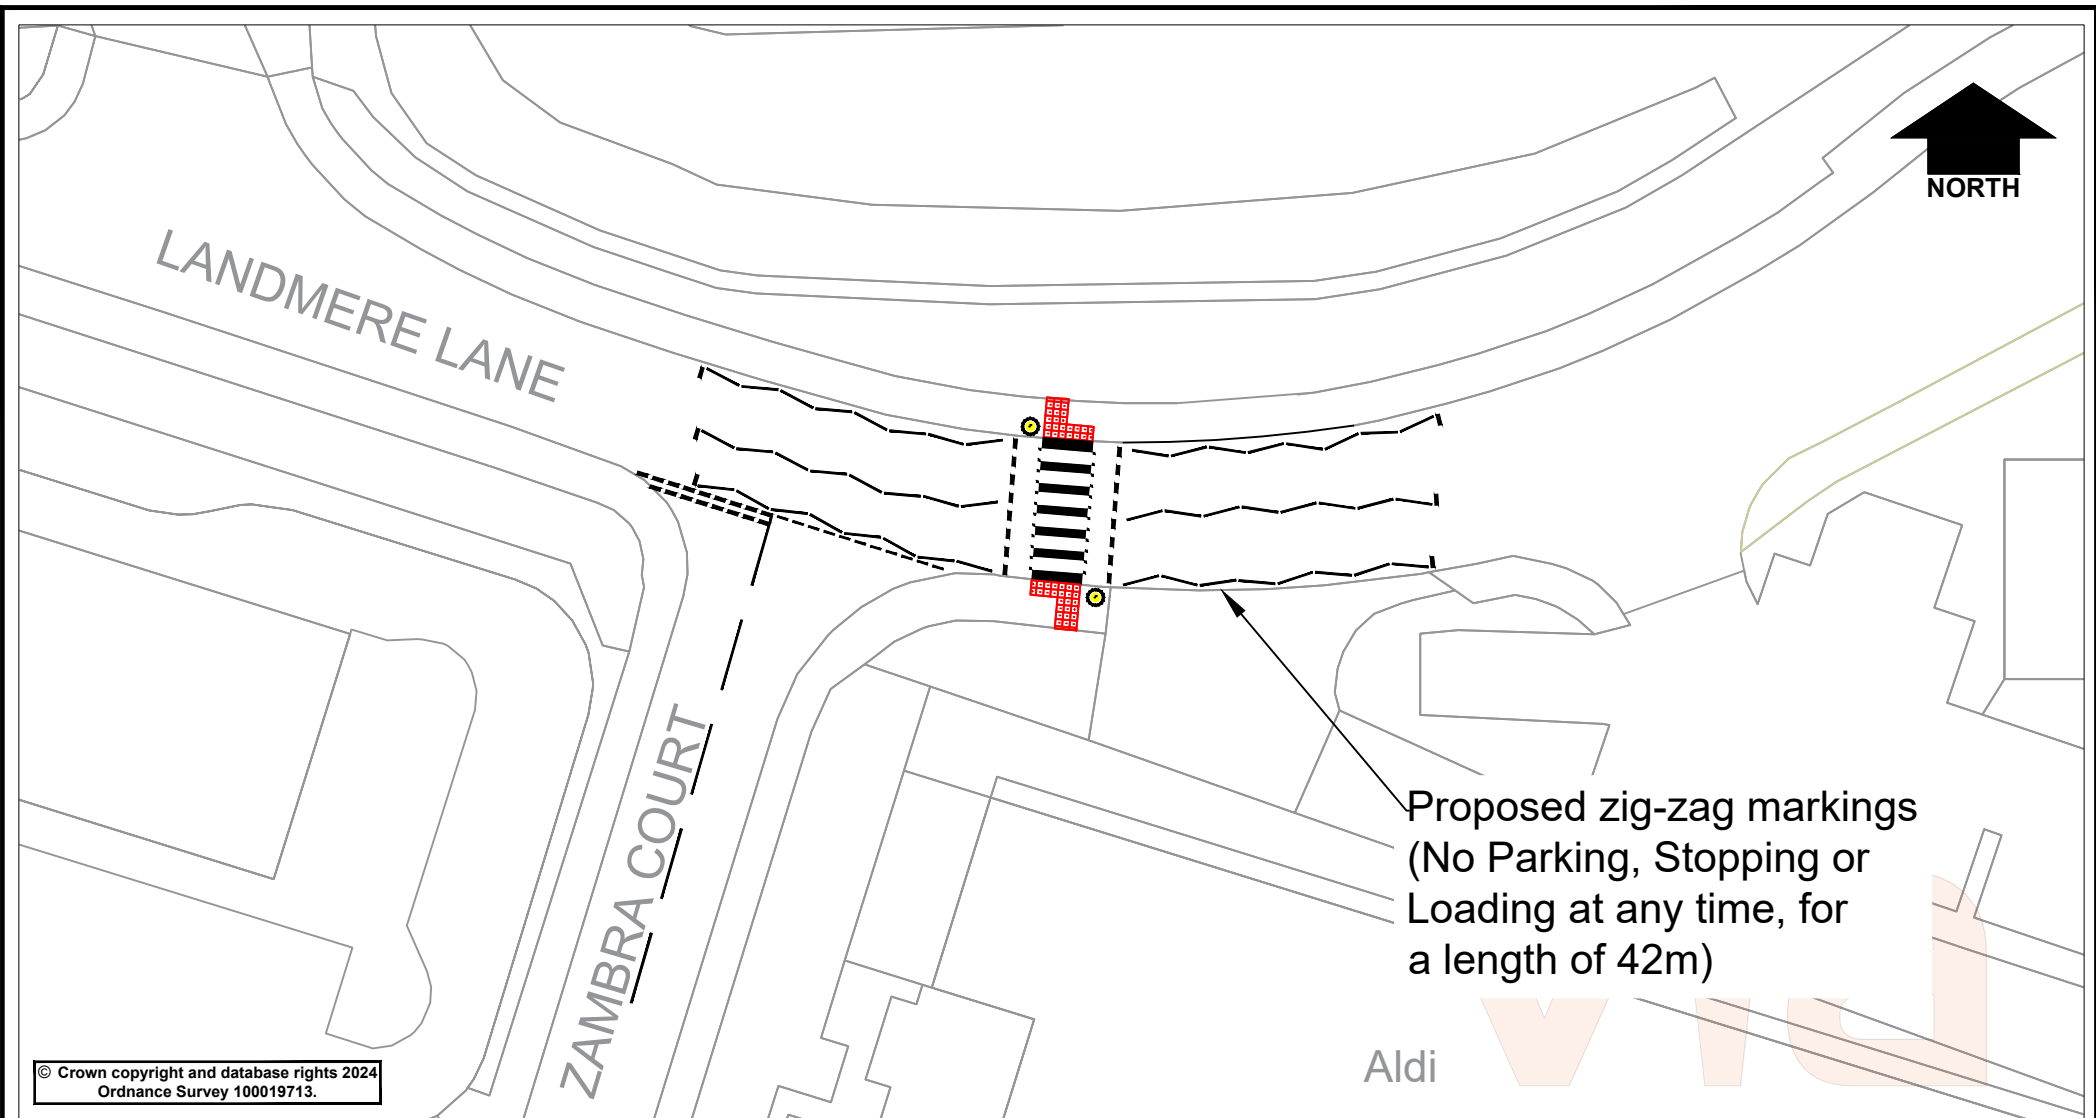 NORTH
LANDMERE LANE
ZAMBRA COURT
Proposed zig-zag markings
(No Parking, Stopping or
Loading at any time, for
a length of 42m)
Aldi
via
© Crown copyright and database rights 2024
Ordnance Survey 100019713.